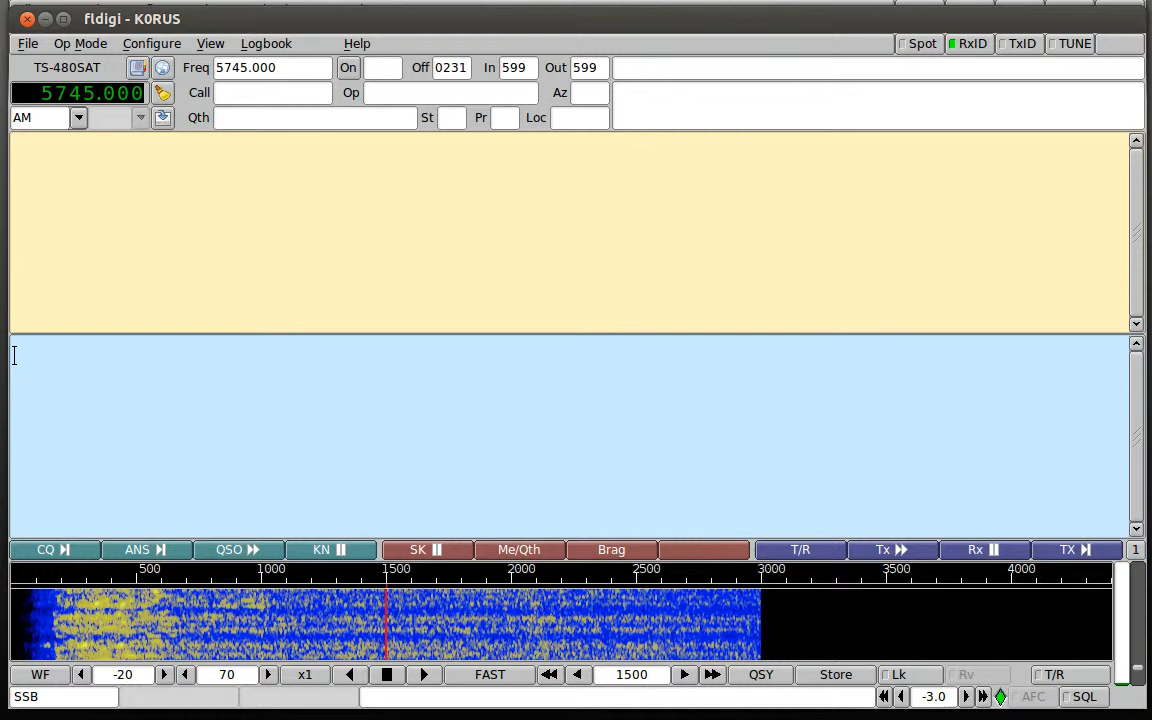 fldigi - K0RUS
File Op Mode Configure View Logbook Help Spot RxID TxID TUNE
TS-480SAT Freq 5745.000 On Off 0231 In 599 Out 599
5745.000 Call Op Az
AM Qth St Pr Loc
CQ ANS QSO KN SK Me/Qth Brag T/R Tx Rx TX 1
500 1000 1500 2000 2500 3000 3500 4000
WF -20 70 x1 FAST 1500 QSY Store Lk Rv T/R
SSB -3.0 AFC SQL